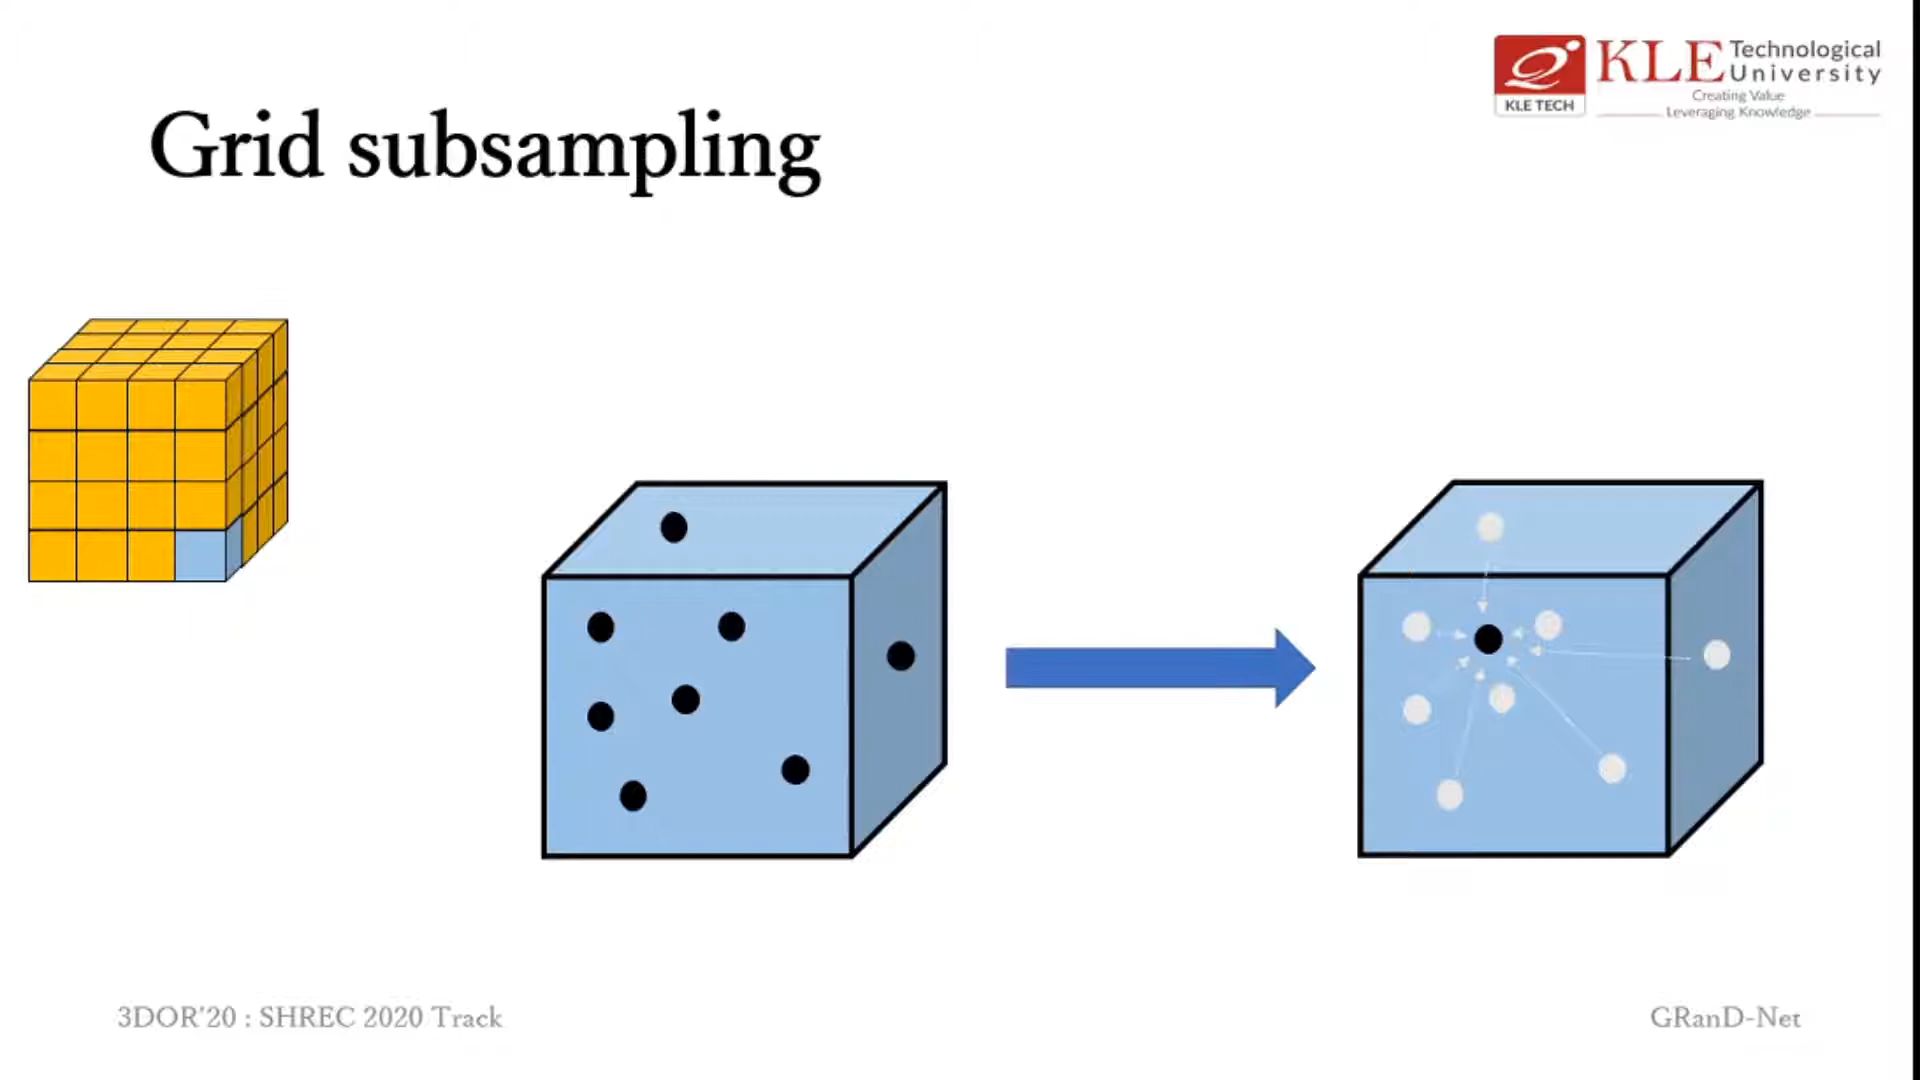 KLE TECH
KLE Technological University
Creating Value
Leveraging Knowledge
Grid subsampling
3DOR'20 : SHREC 2020 Track
GRanD-Net